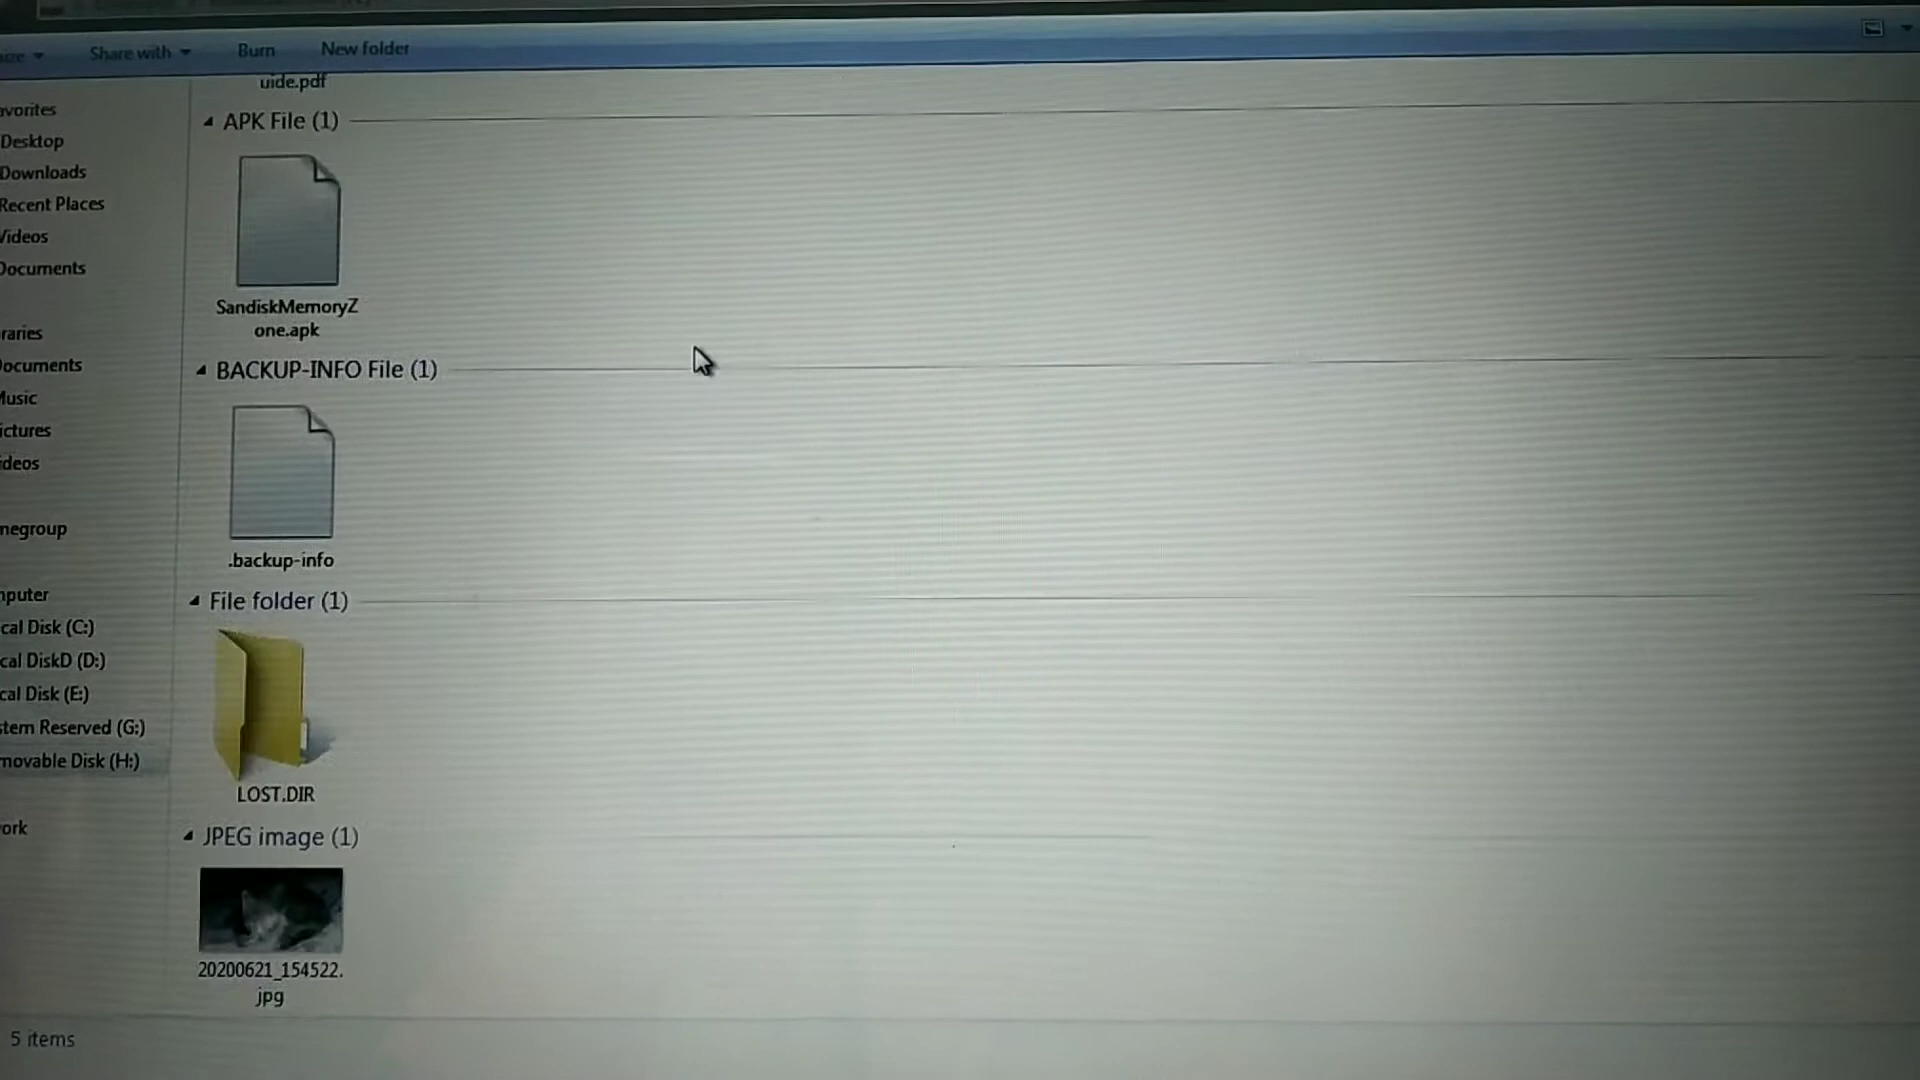 Share with
Burn
New folder
uide.pdf
avorites
APK File (1)
Desktop
Downloads
Recent Places
Videos
Documents
SandiskMemoryZ
one.apk
raries
BACKUP-INFO File (1)
Documents
Music
ictures
ideos
negroup
.backup-info
nputer
File folder (1)
cal Disk (C:)
cal DiskD (D:)
cal Disk (E:)
stem Reserved (G:)
movable Disk (H:)
LOST.DIR
ork
JPEG image (1)
20200621_154522.
jpg
5 items